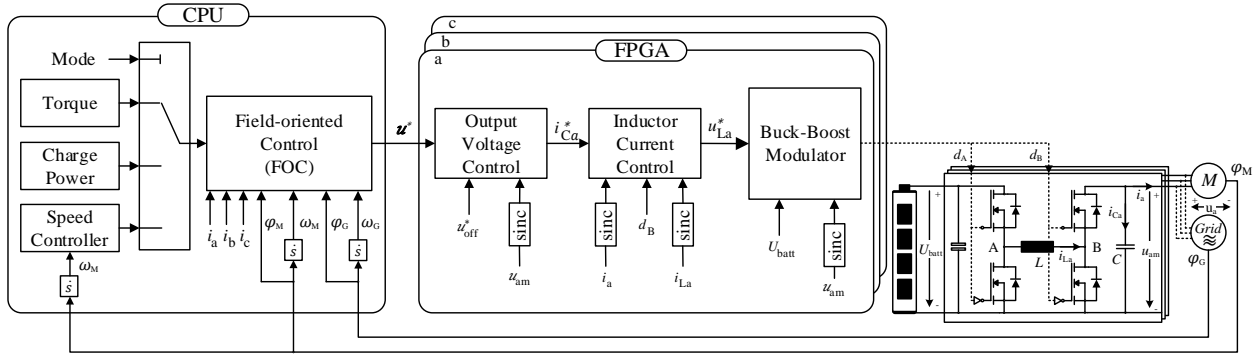 CPU
Mode
Torque
Charge
Power
Speed
Controller
ω_M
ṡ
Field-oriented
Control
(FOC)
i_a i_b i_c φ_M ω_M φ_G ω_G
ṡ ṡ
u*
c
b
a
FPGA
Output
Voltage
Control
i*_Ca
Inductor
Current
Control
u*_La
Buck-Boost
Modulator
u*_off
sinc
u_am
sinc
i_a
d_B
sinc
i_La
U_batt
sinc
u_am
d_A
d_B
+
U_batt
-
A
L
i_La
B
i_Ca
C
i_a
+
u_am
-
M
φ_M
+ u_a -
Grid
φ_G